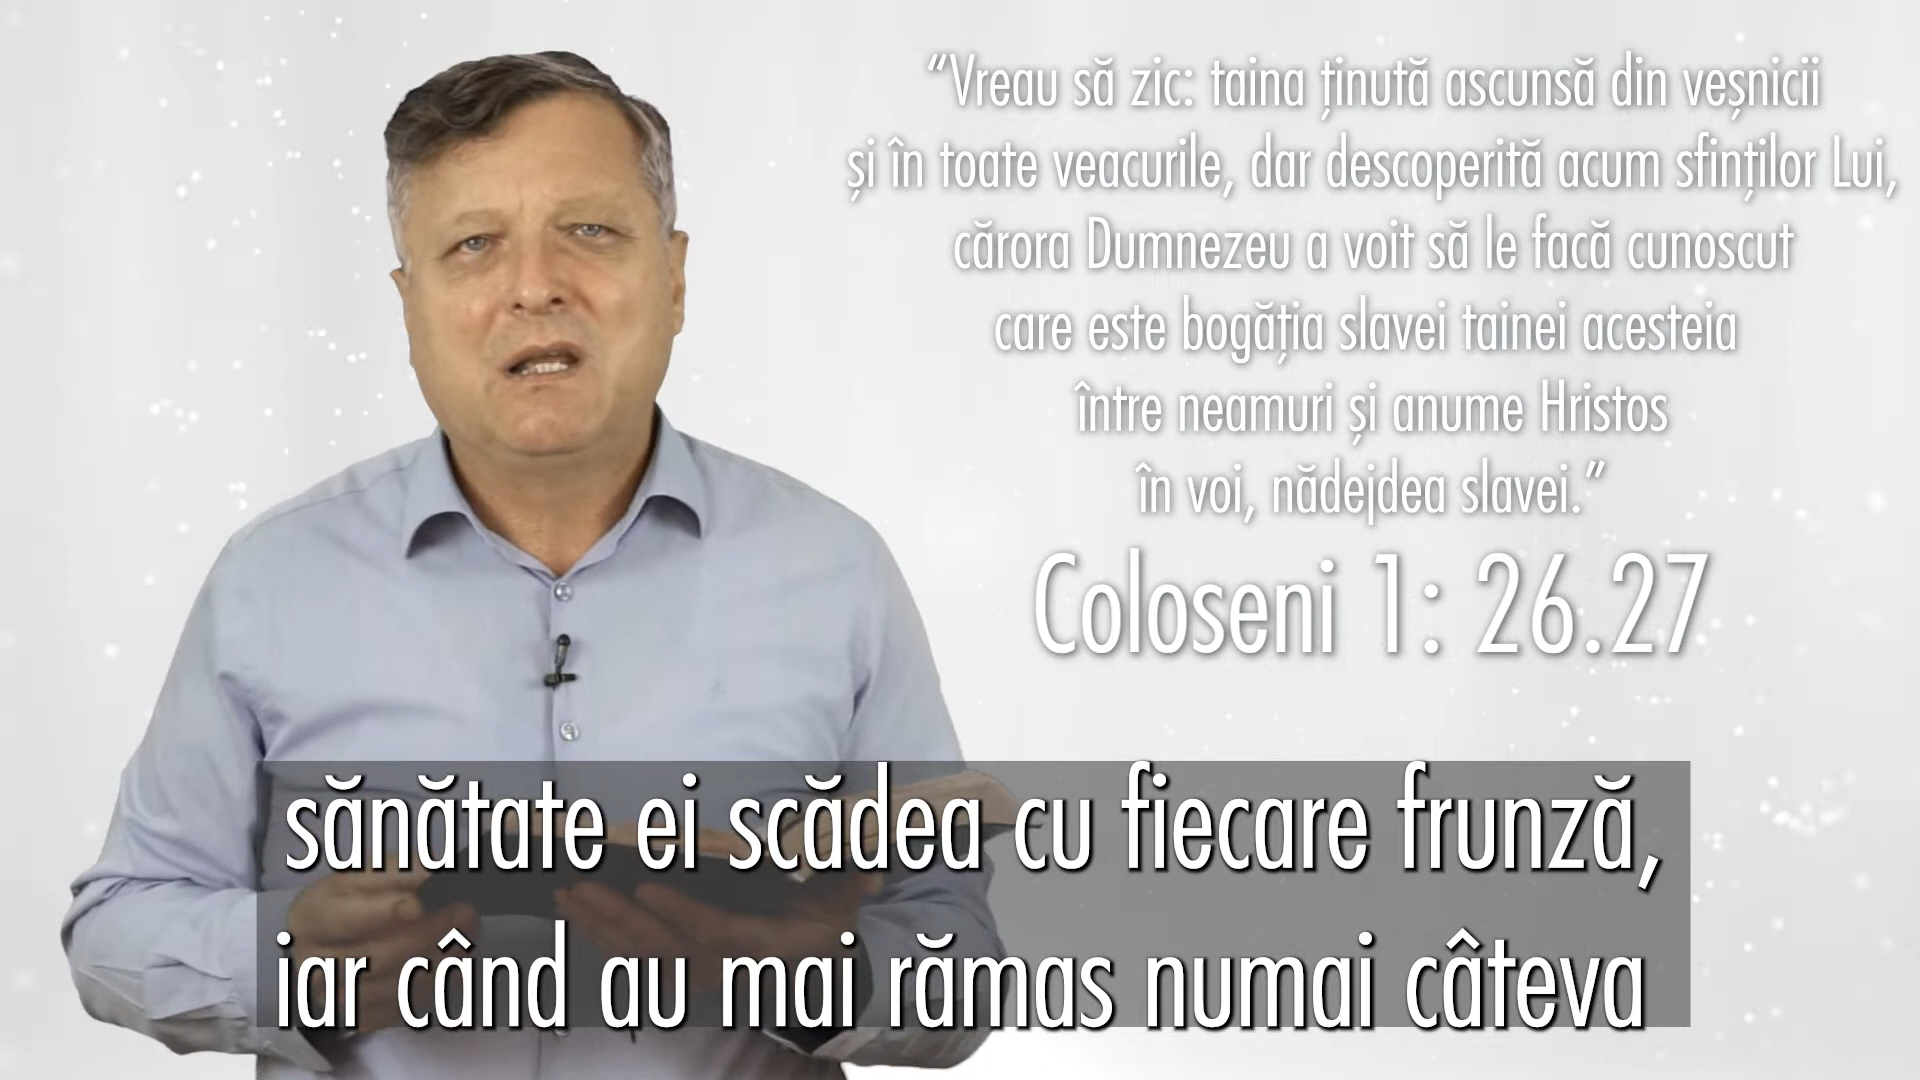 “Vreau să zic: taina ținută ascunsă din veșnicii
și în toate veacurile, dar descoperită acum sfinților Lui,
cărora Dumnezeu a voit să le facă cunoscut
care este bogăția slavei tainei acesteia
între neamuri și anume Hristos
în voi, nădejdea slavei.”
Coloseni 1: 26.27
sănătate ei scădea cu fiecare frunză,
iar când au mai rămas numai câteva